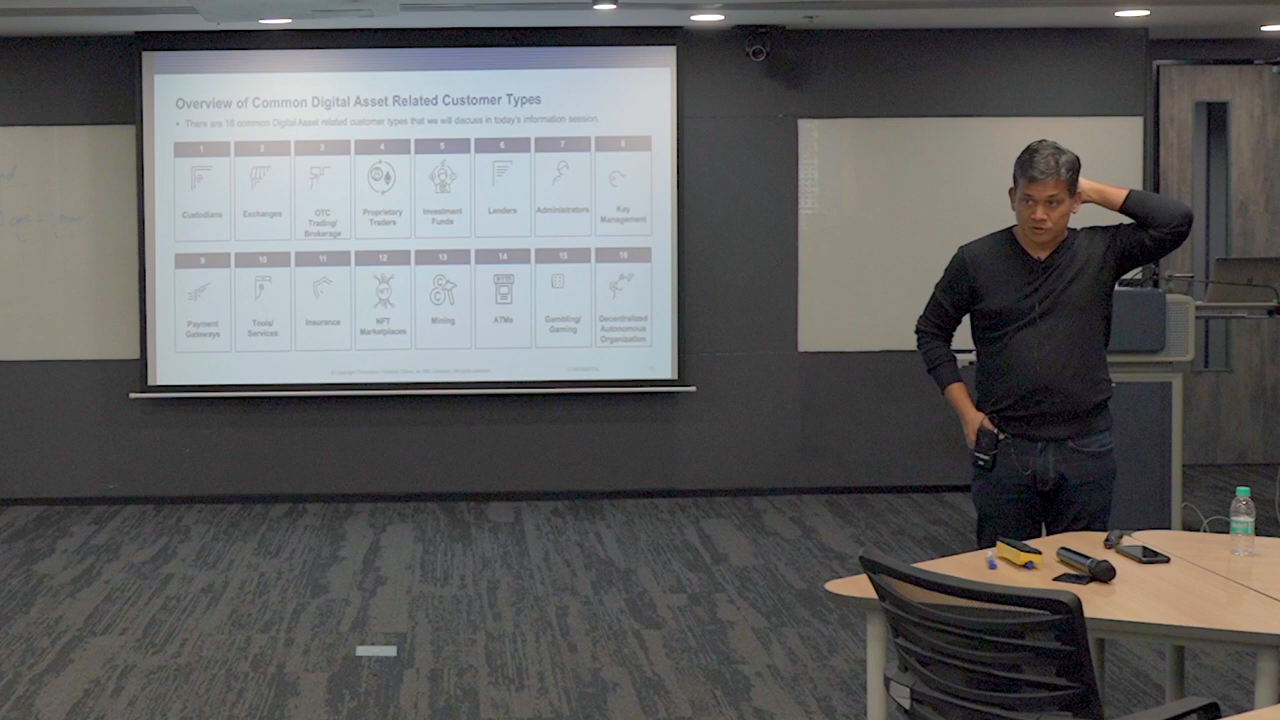 Overview of Common Digital Asset Related Customer Types
• There are 16 common Digital Asset related customer types that we will discuss in today's information session.
1
2
3
4
5
6
7
8
Custodians
Exchanges
OTC
Trading/
Brokerage
Proprietary
Traders
Investment
Funds
Lenders
Administrators
Key
Management
9
10
11
12
13
14
15
16
Payment
Gateways
Tools/
Services
Insurance
NFT
Marketplaces
Mining
ATMs
Gambling/
Gaming
Decentralized
Autonomous
Organization